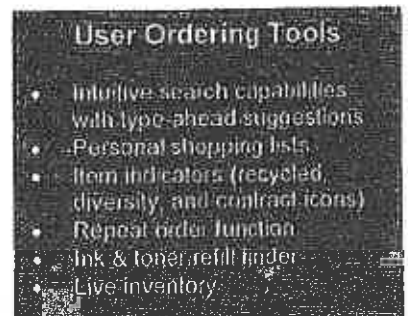 User Ordering Tools
• Intuitive search capabilities
with type-ahead suggestions
• Personal shopping lists
• Item indicators (recycled,
diversity, and contract icons)
• Repeat order function
• Ink & toner refill finder
• Live inventory